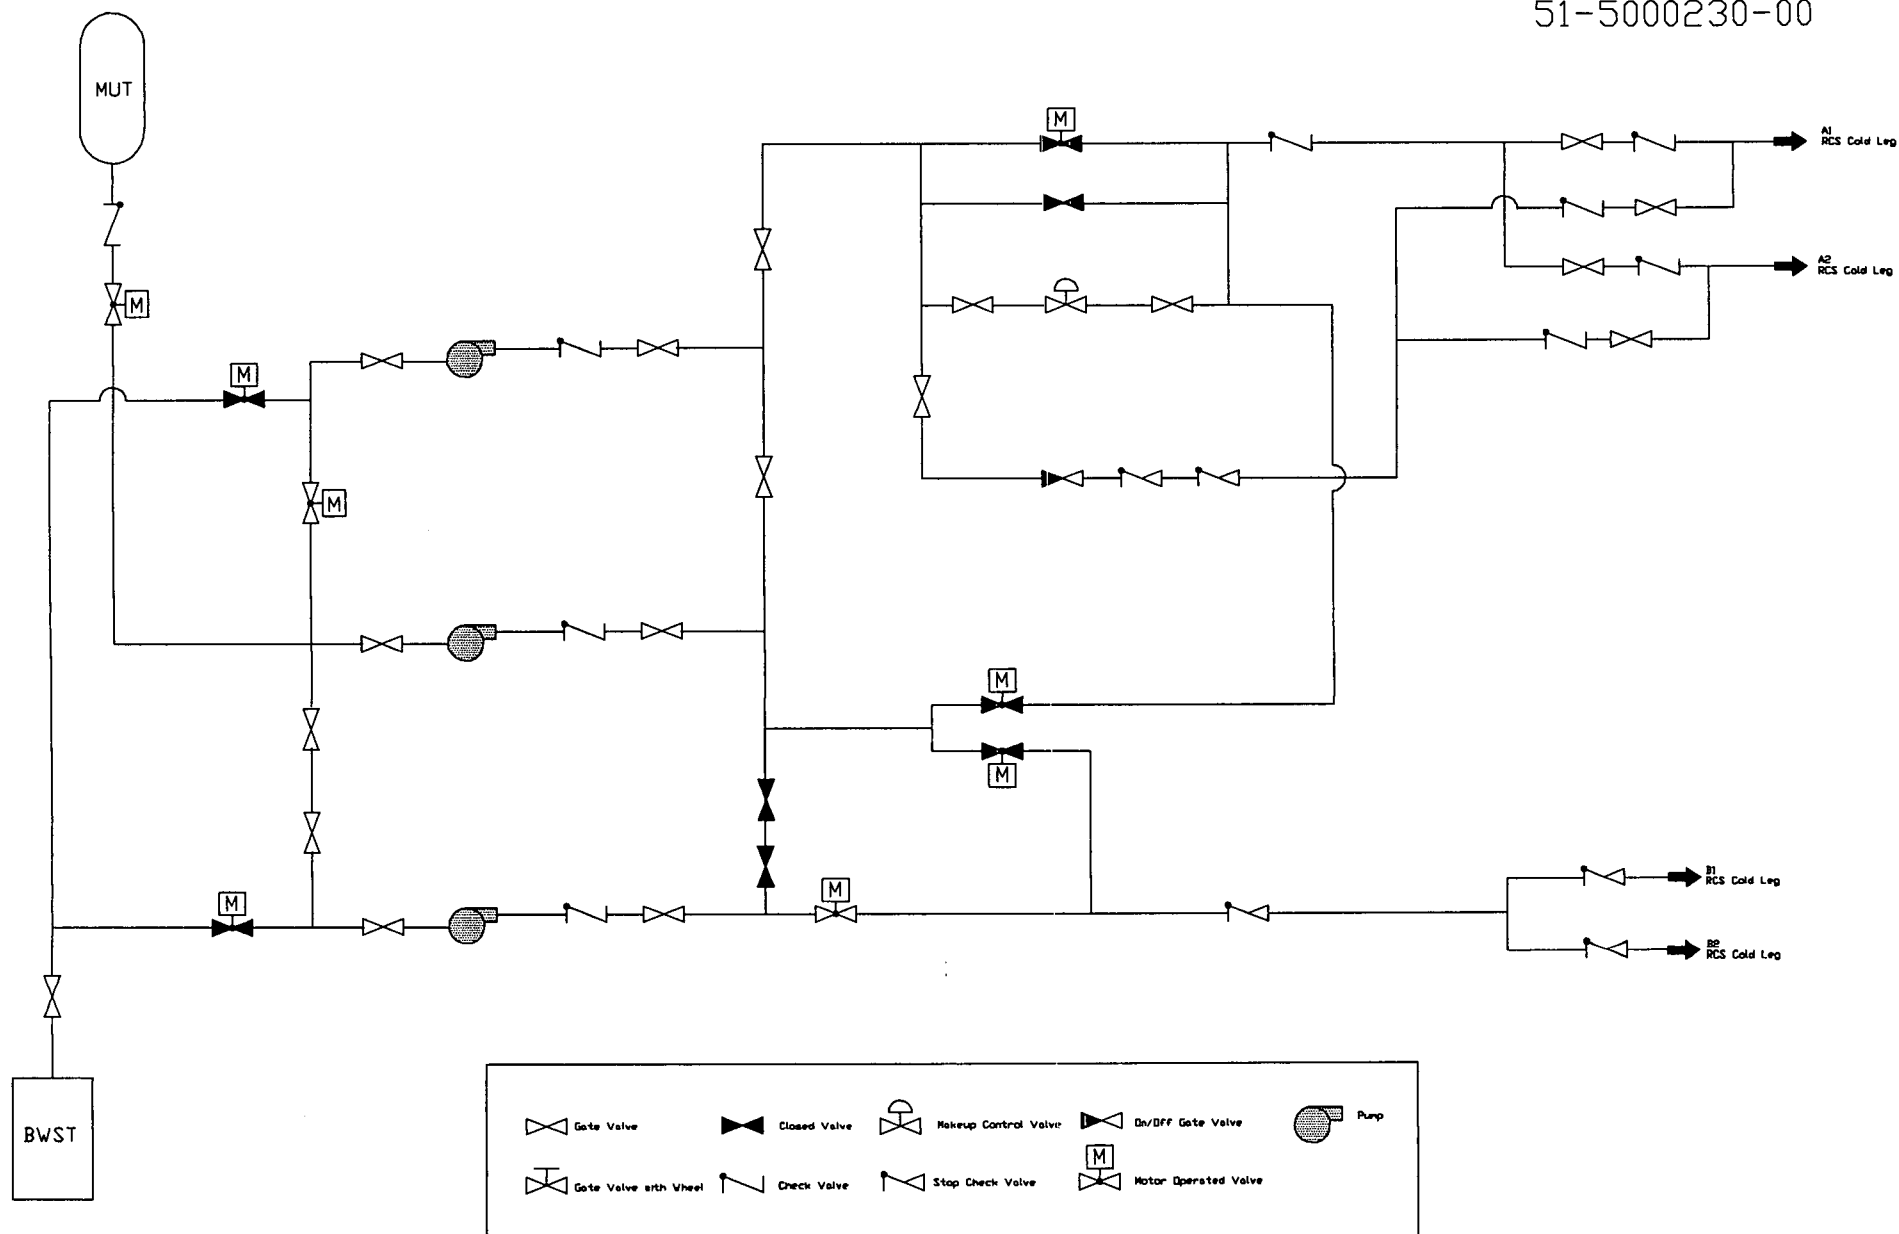 51-5000230-00
MUT
M
A1
RCS Cold Leg
A2
RCS Cold Leg
M
M
M
M
M
M
M
B1
RCS Cold Leg
M
B2
RCS Cold Leg
BWST
Gate Valve
Closed Valve
Makeup Control Valve
On/Off Gate Valve
Pump
Gate Valve with Wheel
Check Valve
Stop Check Valve
M
Motor Operated Valve